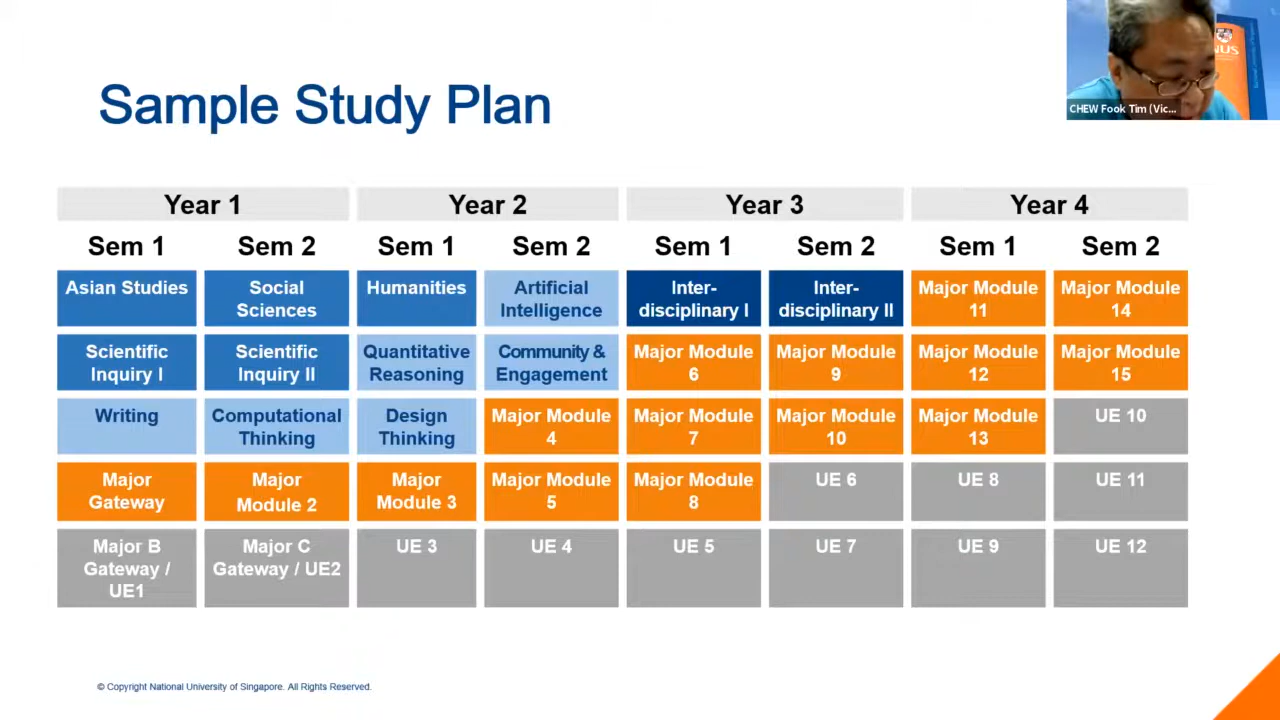 NUS
CHEW Fook Tim (Vic...
Sample Study Plan
Year 1
Year 2
Year 3
Year 4
Sem 1
Sem 2
Sem 1
Sem 2
Sem 1
Sem 2
Sem 1
Sem 2
Asian Studies
Social
Sciences
Humanities
Artificial
Intelligence
Inter-
disciplinary I
Inter-
disciplinary II
Major Module
11
Major Module
14
Scientific
Inquiry I
Scientific
Inquiry II
Quantitative
Reasoning
Community &
Engagement
Major Module
6
Major Module
9
Major Module
12
Major Module
15
Writing
Computational
Thinking
Design
Thinking
Major Module
4
Major Module
7
Major Module
10
Major Module
13
UE 10
Major
Gateway
Major
Module 2
Major
Module 3
Major Module
5
Major Module
8
UE 6
UE 8
UE 11
Major B
Gateway /
UE1
Major C
Gateway / UE2
UE 3
UE 4
UE 5
UE 7
UE 9
UE 12
© Copyright National University of Singapore. All Rights Reserved.